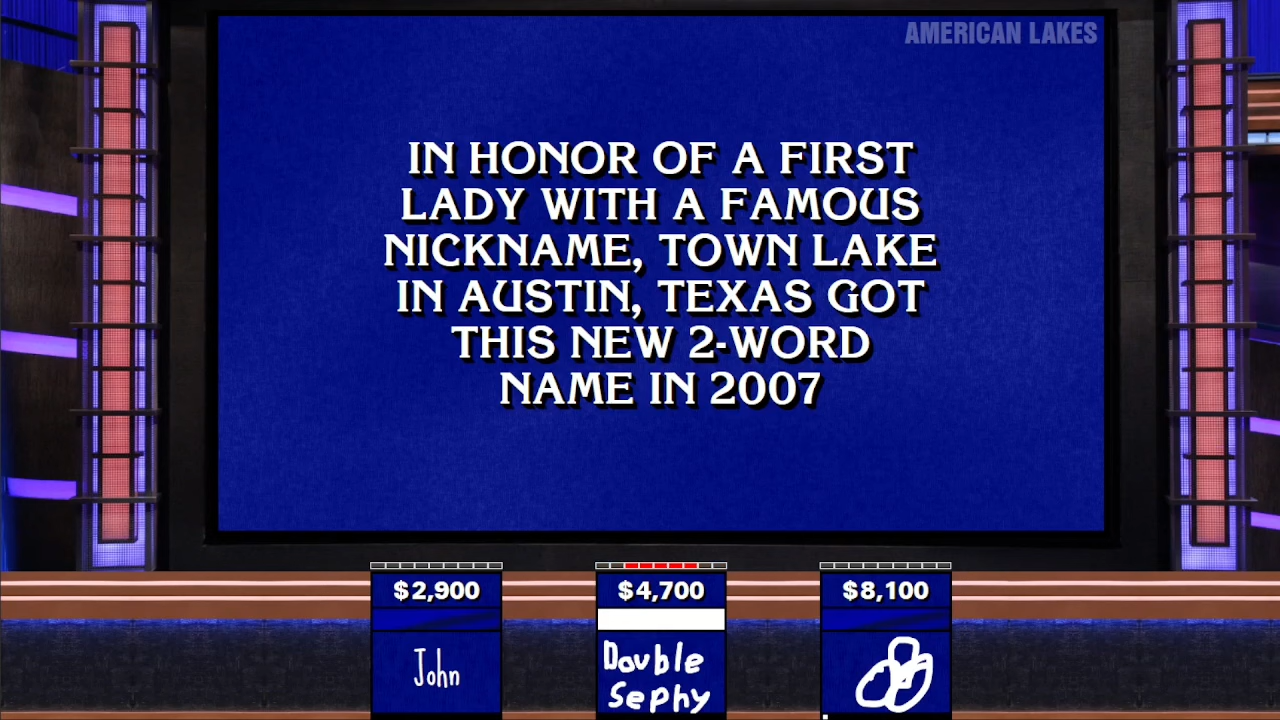 AMERICAN LAKES
IN HONOR OF A FIRST
LADY WITH A FAMOUS
NICKNAME, TOWN LAKE
IN AUSTIN, TEXAS GOT
THIS NEW 2-WORD
NAME IN 2007
$2,900
$4,700
$8,100
John
Double
Sephy